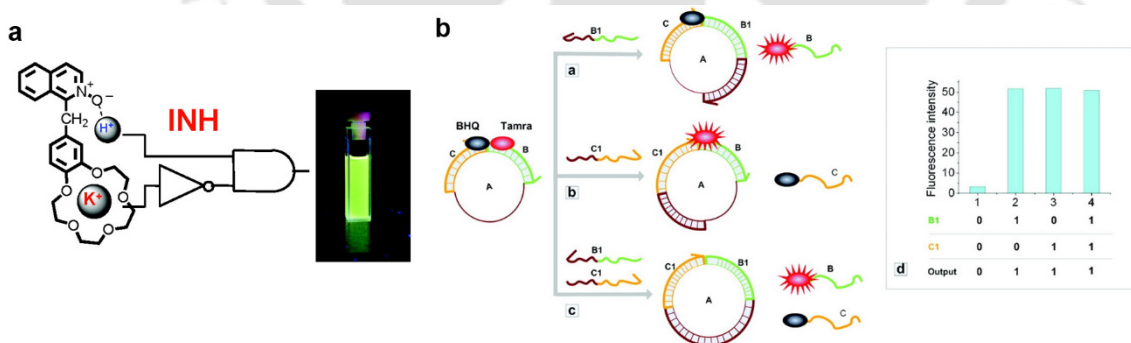 a
N+
O−
H+
CH2
INH
O
O
O
O
O
O
K+
b
B1
a
C
B1
A
B
BHQ
Tamra
C
B
A
C1
b
C1
B
A
C
B1
C1
c
C1
B1
A
B
C
Fluorescence intensity
50
40
30
20
10
0
1 2 3 4
B1 0 1 0 1
C1 0 0 1 1
d Output 0 1 1 1